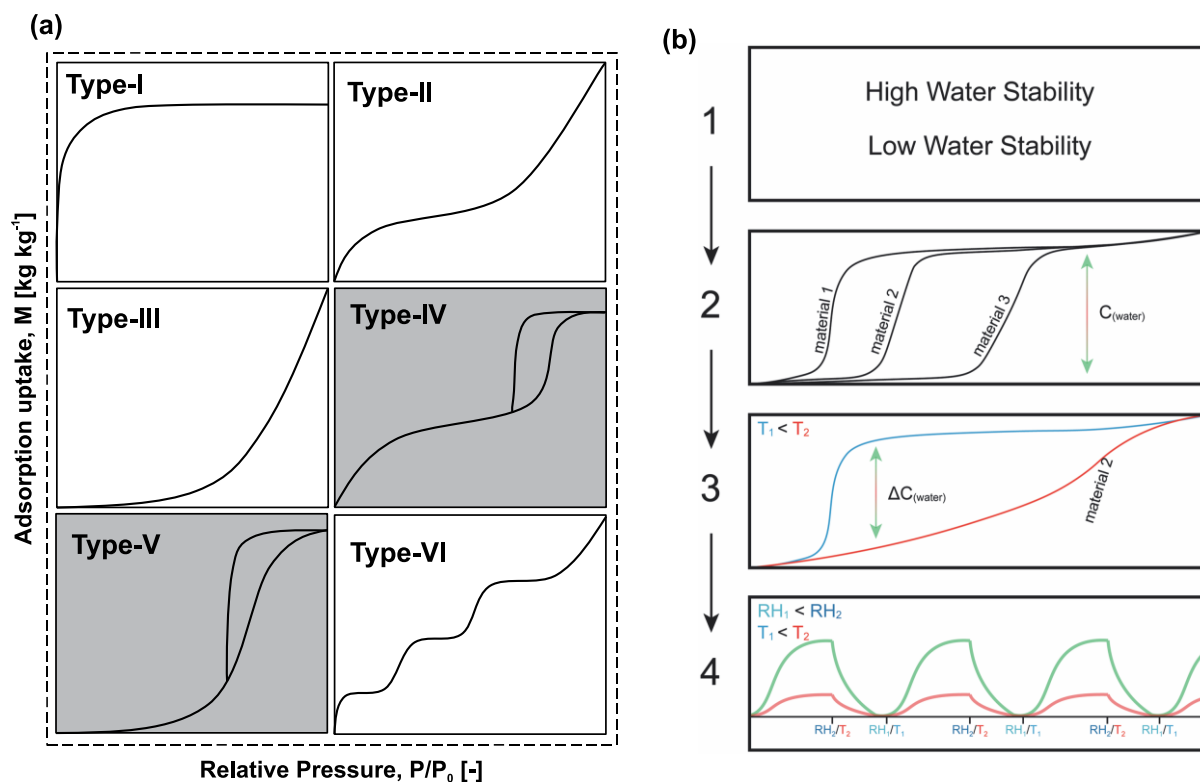 (a)
Type-I
Type-II
Type-III
Type-IV
Type-V
Type-VI
Adsorption uptake, M [kg kg⁻¹]
Relative Pressure, P/P₀ [-]
(b)
1
High Water Stability
Low Water Stability
2
material 1
material 2
material 3
C(water)
3
T₁ < T₂
ΔC(water)
material 2
4
RH₁ < RH₂
T₁ < T₂
RH₂/T₂ RH₁/T₁ RH₂/T₂ RH₁/T₁ RH₂/T₂ RH₁/T₁